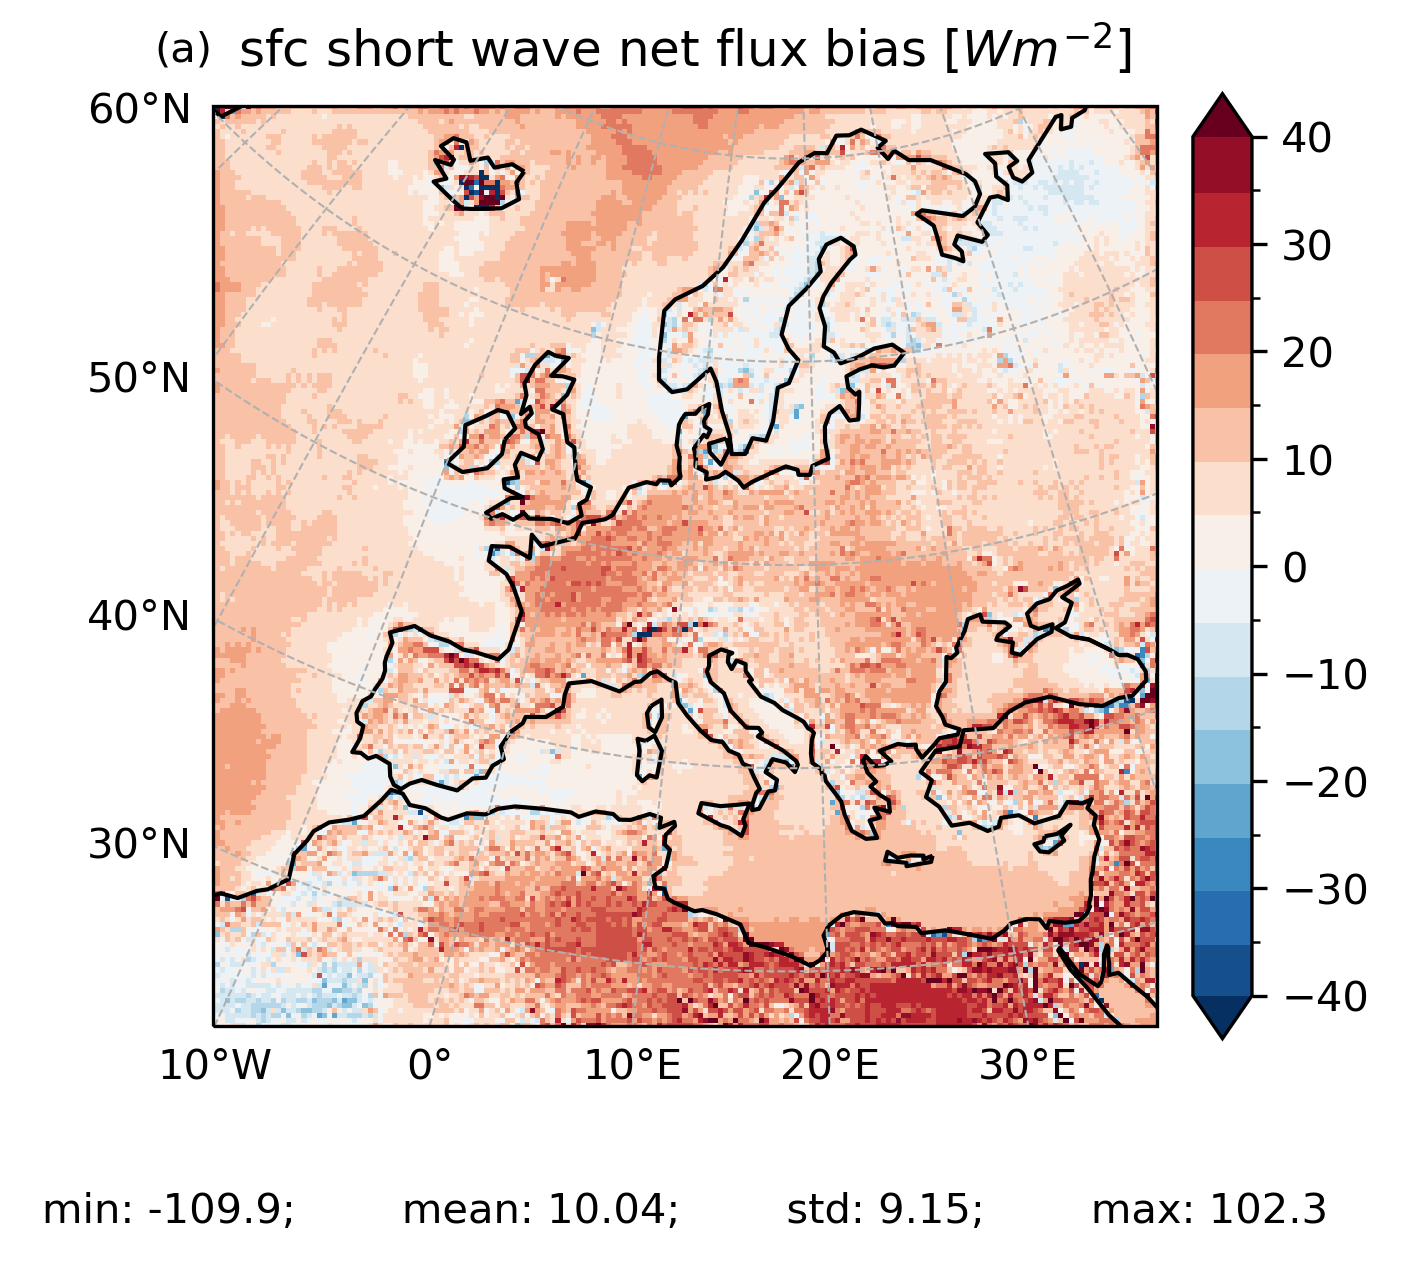 (a) sfc short wave net flux bias [Wm⁻²]
60°N
50°N
40°N
30°N
10°W 0° 10°E 20°E 30°E
40
30
20
10
0
−10
−20
−30
−40
min: -109.9; mean: 10.04; std: 9.15; max: 102.3